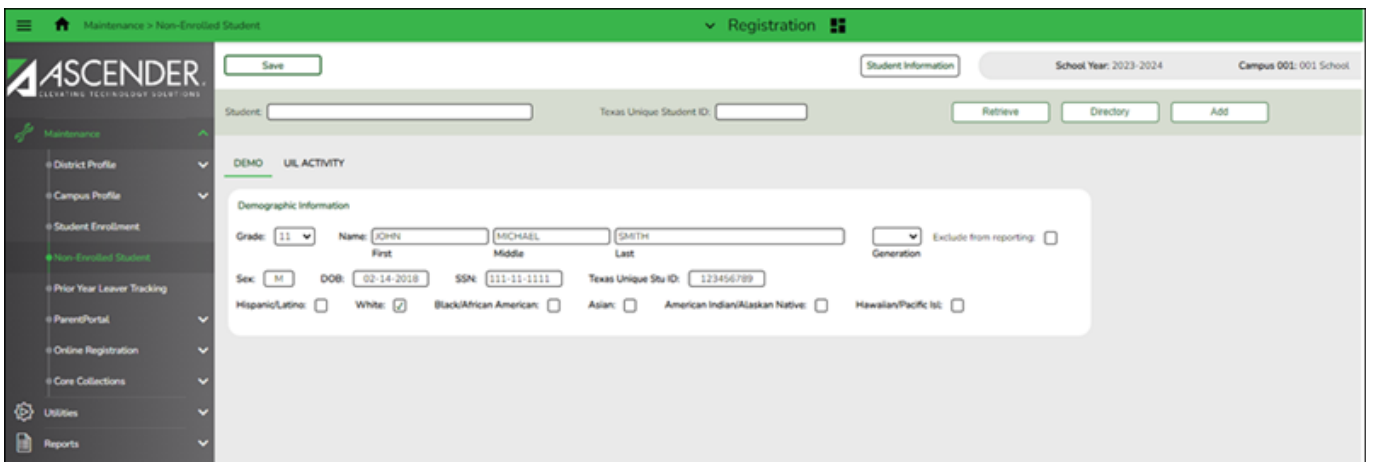 Maintenance > Non-Enrolled Student
Registration
ASCENDER
ELEVATING TECHNOLOGY SOLUTIONS
Save
Student Information
School Year: 2023-2024
Campus 001: 001 School
Student:
Texas Unique Student ID:
Retrieve
Directory
Add
Maintenance
District Profile
Campus Profile
Student Enrollment
Non-Enrolled Student
Prior Year Leaver Tracking
ParentPortal
Online Registration
Core Collections
Utilities
Reports
DEMO UIL ACTIVITY
Demographic Information
Grade: 11 Name: JOHN MICHAEL SMITH Exclude from reporting:
First Middle Last Generation
Sex: M DOB: 02-14-2018 SSN: 111-11-1111 Texas Unique Stu ID: 123456789
Hispanic/Latino: White: Black/African American: Asian: American Indian/Alaskan Native: Hawaiian/Pacific Isl: